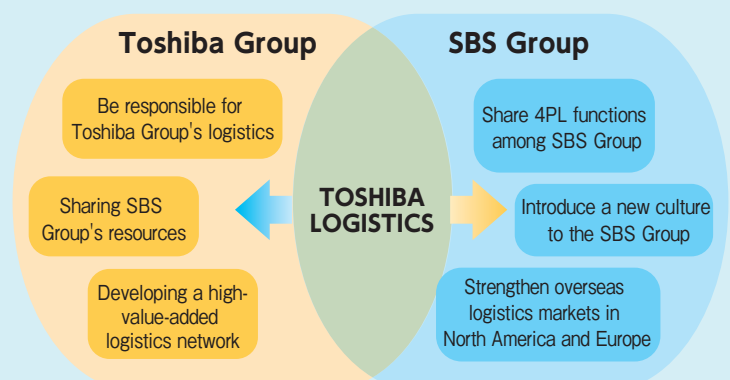 Toshiba Group
Be responsible for
Toshiba Group's logistics
Sharing SBS
Group's resources
Developing a high-
value-added
logistics network
TOSHIBA
LOGISTICS
SBS Group
Share 4PL functions
among SBS Group
Introduce a new culture
to the SBS Group
Strengthen overseas
logistics markets in
North America and Europe